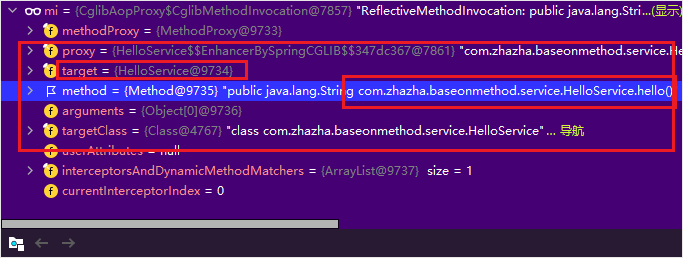 mi = {CglibAopProxy$CglibMethodInvocation@7857} "ReflectiveMethodInvocation: public java.lang.Stri...(显示)
methodProxy = {MethodProxy@9733}
proxy = {HelloService$$EnhancerBySpringCGLIB$$347dc367@7861} "com.zhazha.baseonmethod.service.He
target = {HelloService@9734}
method = {Method@9735} "public java.lang.String com.zhazha.baseonmethod.service.HelloService.hello()
arguments = {Object[0]@9736}
targetClass = {Class@4767} "class com.zhazha.baseonmethod.service.HelloService" ... 导航
userAttributes = null
interceptorsAndDynamicMethodMatchers = {ArrayList@9737} size = 1
currentInterceptorIndex = 0